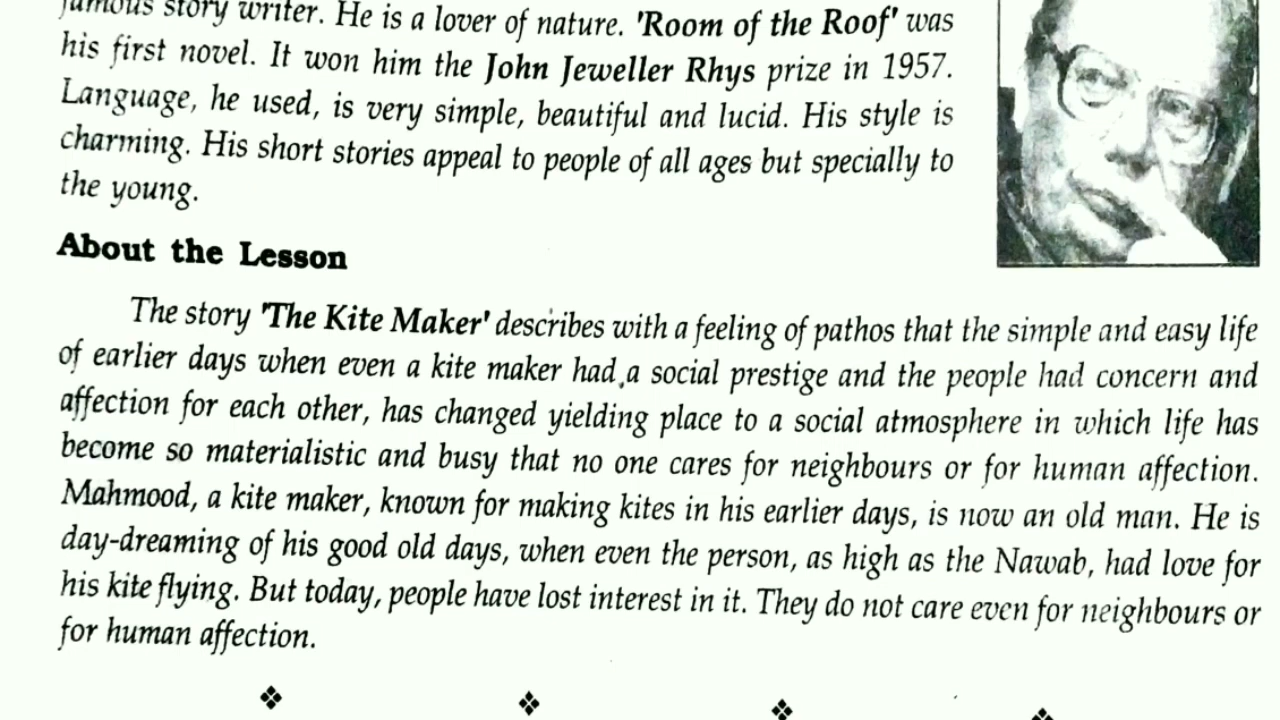 famous story writer. He is a lover of nature. 'Room of the Roof' was
his first novel. It won him the John Jeweller Rhys prize in 1957.
Language, he used, is very simple, beautiful and lucid. His style is
charming. His short stories appeal to people of all ages but specially to
the young.
About the Lesson
The story 'The Kite Maker' describes with a feeling of pathos that the simple and easy life
of earlier days when even a kite maker had a social prestige and the people had concern and
affection for each other, has changed yielding place to a social atmosphere in which life has
become so materialistic and busy that no one cares for neighbours or for human affection.
Mahmood, a kite maker, known for making kites in his earlier days, is now an old man. He is
day-dreaming of his good old days, when even the person, as high as the Nawab, had love for
his kite flying. But today, people have lost interest in it. They do not care even for neighbours or
for human affection.